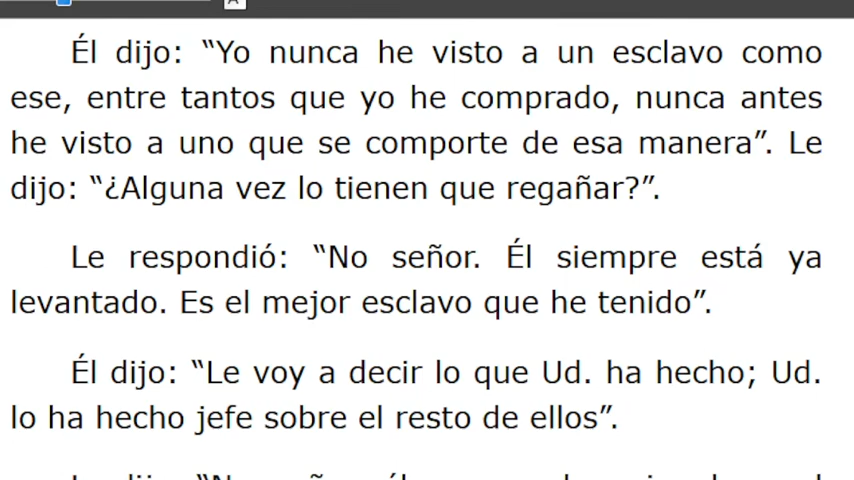 Él dijo: “Yo nunca he visto a un esclavo como
ese, entre tantos que yo he comprado, nunca antes
he visto a uno que se comporte de esa manera”. Le
dijo: “¿Alguna vez lo tienen que regañar?”.
Le respondió: “No señor. Él siempre está ya
levantado. Es el mejor esclavo que he tenido”.
Él dijo: “Le voy a decir lo que Ud. ha hecho; Ud.
lo ha hecho jefe sobre el resto de ellos”.